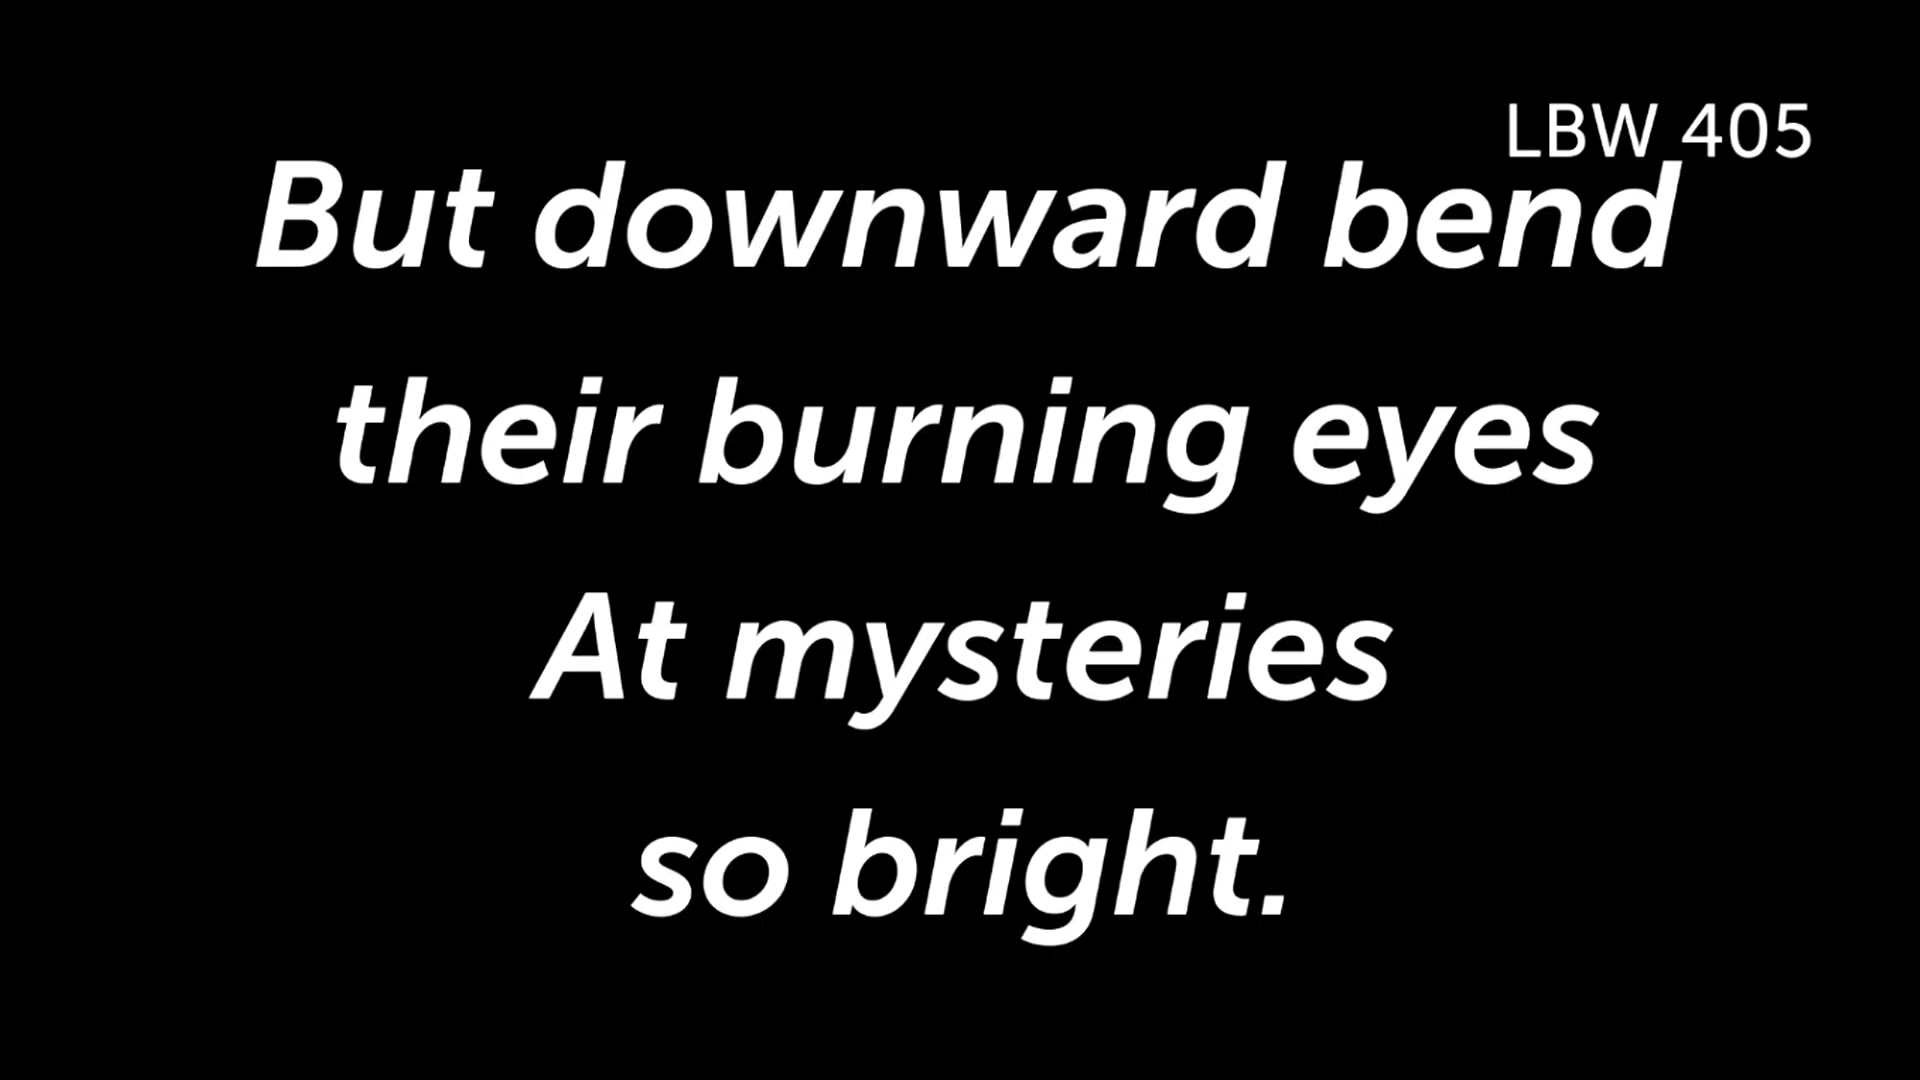 LBW 405
But downward bend
their burning eyes
At mysteries
so bright.